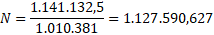 N = 1.141.132,5 / 1.010.381 = 1.127.590,627